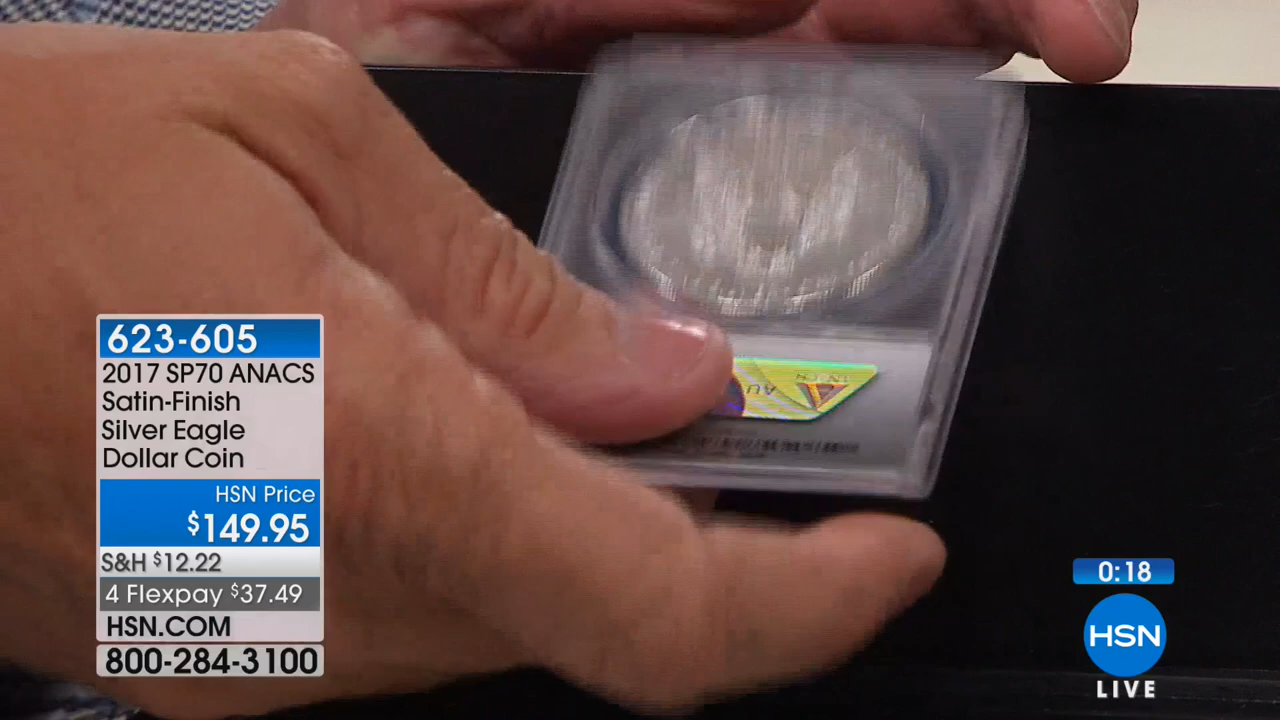 623-605
2017 SP70 ANACS
Satin-Finish
Silver Eagle
Dollar Coin
HSN Price
$149.95
S&H $12.22
4 Flexpay $37.49
HSN.COM
800-284-3100
0:18
HSN
LIVE